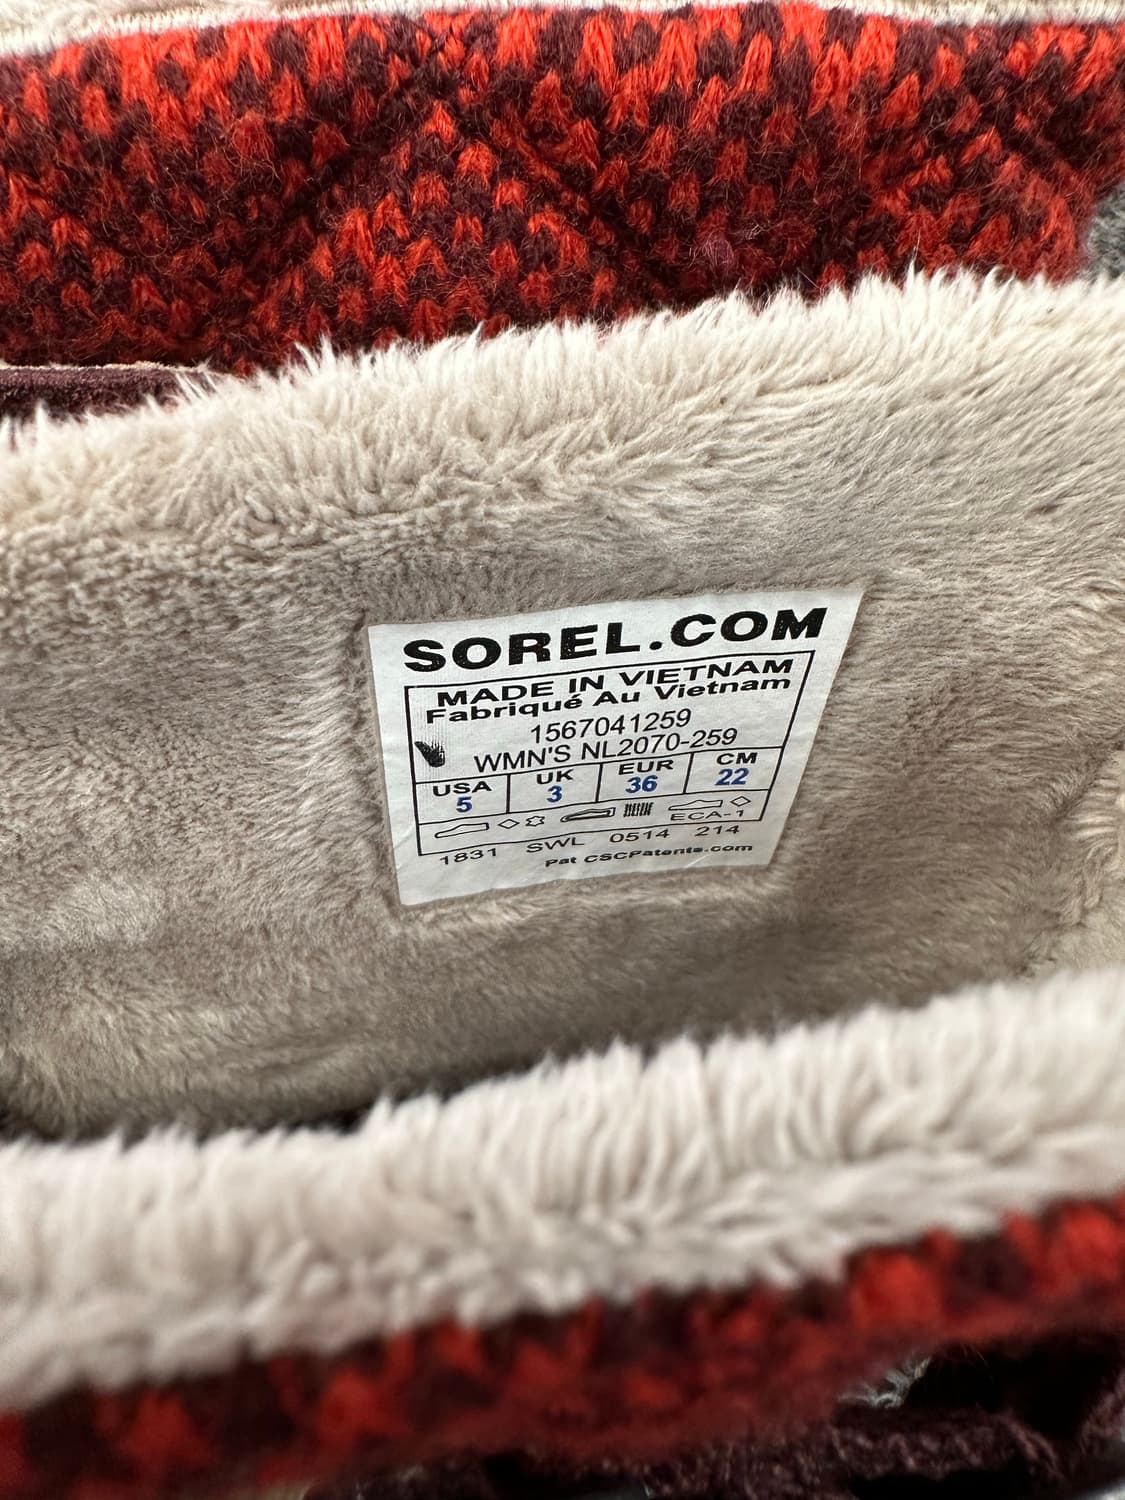 SOREL.COM
MADE IN VIETNAM
Fabriqué Au Vietnam
1567041259
WMN'S NL2070-259
USA UK EUR CM
5 3 36 22
ECA-1
1831 SWL 0514 214
Pat CSCPatents.com